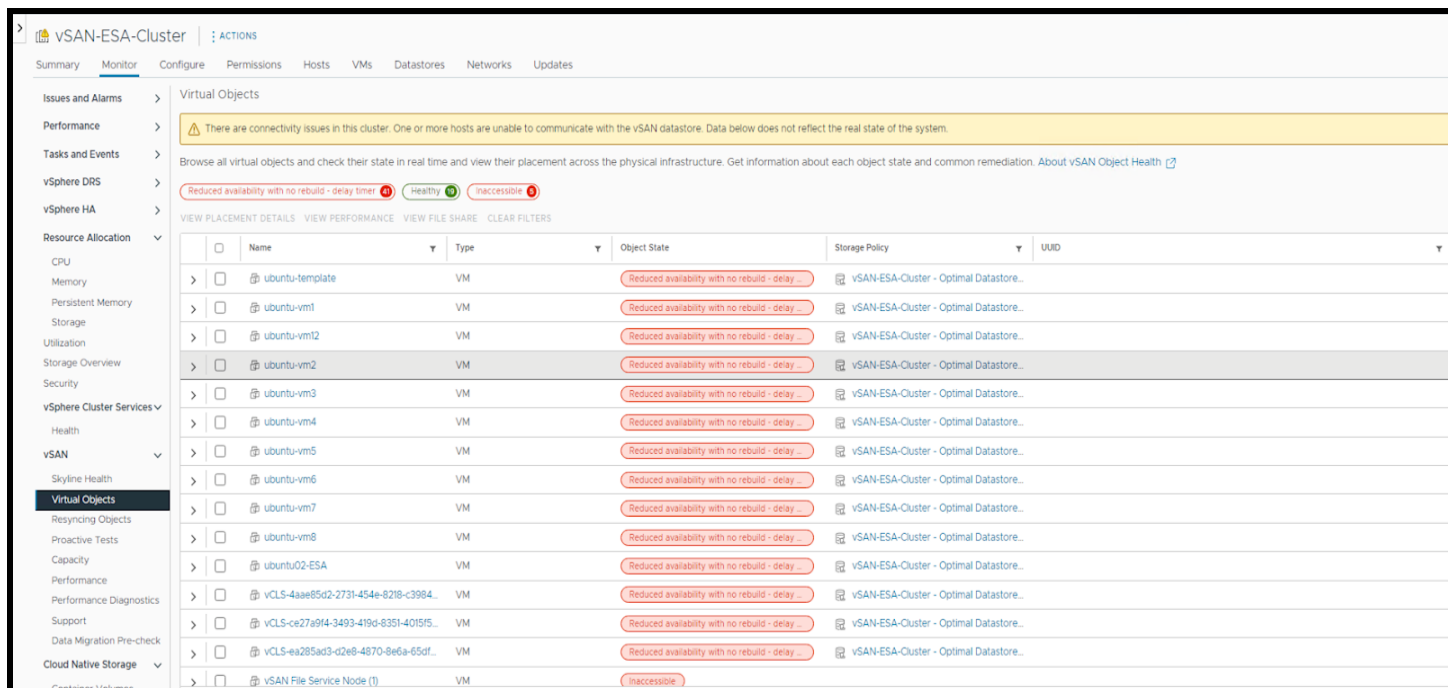 vSAN-ESA-Cluster ACTIONS
Summary Monitor Configure Permissions Hosts VMs Datastores Networks Updates
Issues and Alarms
Performance
Tasks and Events
vSphere DRS
vSphere HA
Resource Allocation
CPU
Memory
Persistent Memory
Storage
Utilization
Storage Overview
Security
vSphere Cluster Services
Health
vSAN
Skyline Health
Virtual Objects
Resyncing Objects
Proactive Tests
Capacity
Performance
Performance Diagnostics
Support
Data Migration Pre-check
Cloud Native Storage
Container Volumes
Virtual Objects
There are connectivity issues in this cluster. One or more hosts are unable to communicate with the vSAN datastore. Data below does not reflect the real state of the system.
Browse all virtual objects and check their state in real time and view their placement across the physical infrastructure. Get information about each object state and common remediation. About vSAN Object Health
Reduced availability with no rebuild - delay timer 41 Healthy 19 Inaccessible 5
VIEW PLACEMENT DETAILS VIEW PERFORMANCE VIEW FILE SHARE CLEAR FILTERS
Name Type Object State Storage Policy UUID
ubuntu-template VM Reduced availability with no rebuild - delay ... vSAN-ESA-Cluster - Optimal Datastore...
ubuntu-vm1 VM Reduced availability with no rebuild - delay ... vSAN-ESA-Cluster - Optimal Datastore...
ubuntu-vm12 VM Reduced availability with no rebuild - delay ... vSAN-ESA-Cluster - Optimal Datastore...
ubuntu-vm2 VM Reduced availability with no rebuild - delay ... vSAN-ESA-Cluster - Optimal Datastore...
ubuntu-vm3 VM Reduced availability with no rebuild - delay ... vSAN-ESA-Cluster - Optimal Datastore...
ubuntu-vm4 VM Reduced availability with no rebuild - delay ... vSAN-ESA-Cluster - Optimal Datastore...
ubuntu-vm5 VM Reduced availability with no rebuild - delay ... vSAN-ESA-Cluster - Optimal Datastore...
ubuntu-vm6 VM Reduced availability with no rebuild - delay ... vSAN-ESA-Cluster - Optimal Datastore...
ubuntu-vm7 VM Reduced availability with no rebuild - delay ... vSAN-ESA-Cluster - Optimal Datastore...
ubuntu-vm8 VM Reduced availability with no rebuild - delay ... vSAN-ESA-Cluster - Optimal Datastore...
ubuntu02-ESA VM Reduced availability with no rebuild - delay ... vSAN-ESA-Cluster - Optimal Datastore...
vCLS-4aae85d2-2731-454e-8218-c3984... VM Reduced availability with no rebuild - delay ... vSAN-ESA-Cluster - Optimal Datastore...
vCLS-ce27a9f4-3493-419d-8351-4015f5... VM Reduced availability with no rebuild - delay ... vSAN-ESA-Cluster - Optimal Datastore...
vCLS-ea285ad3-d2e8-4870-8e6a-65df... VM Reduced availability with no rebuild - delay ... vSAN-ESA-Cluster - Optimal Datastore...
vSAN File Service Node (1) VM Inaccessible